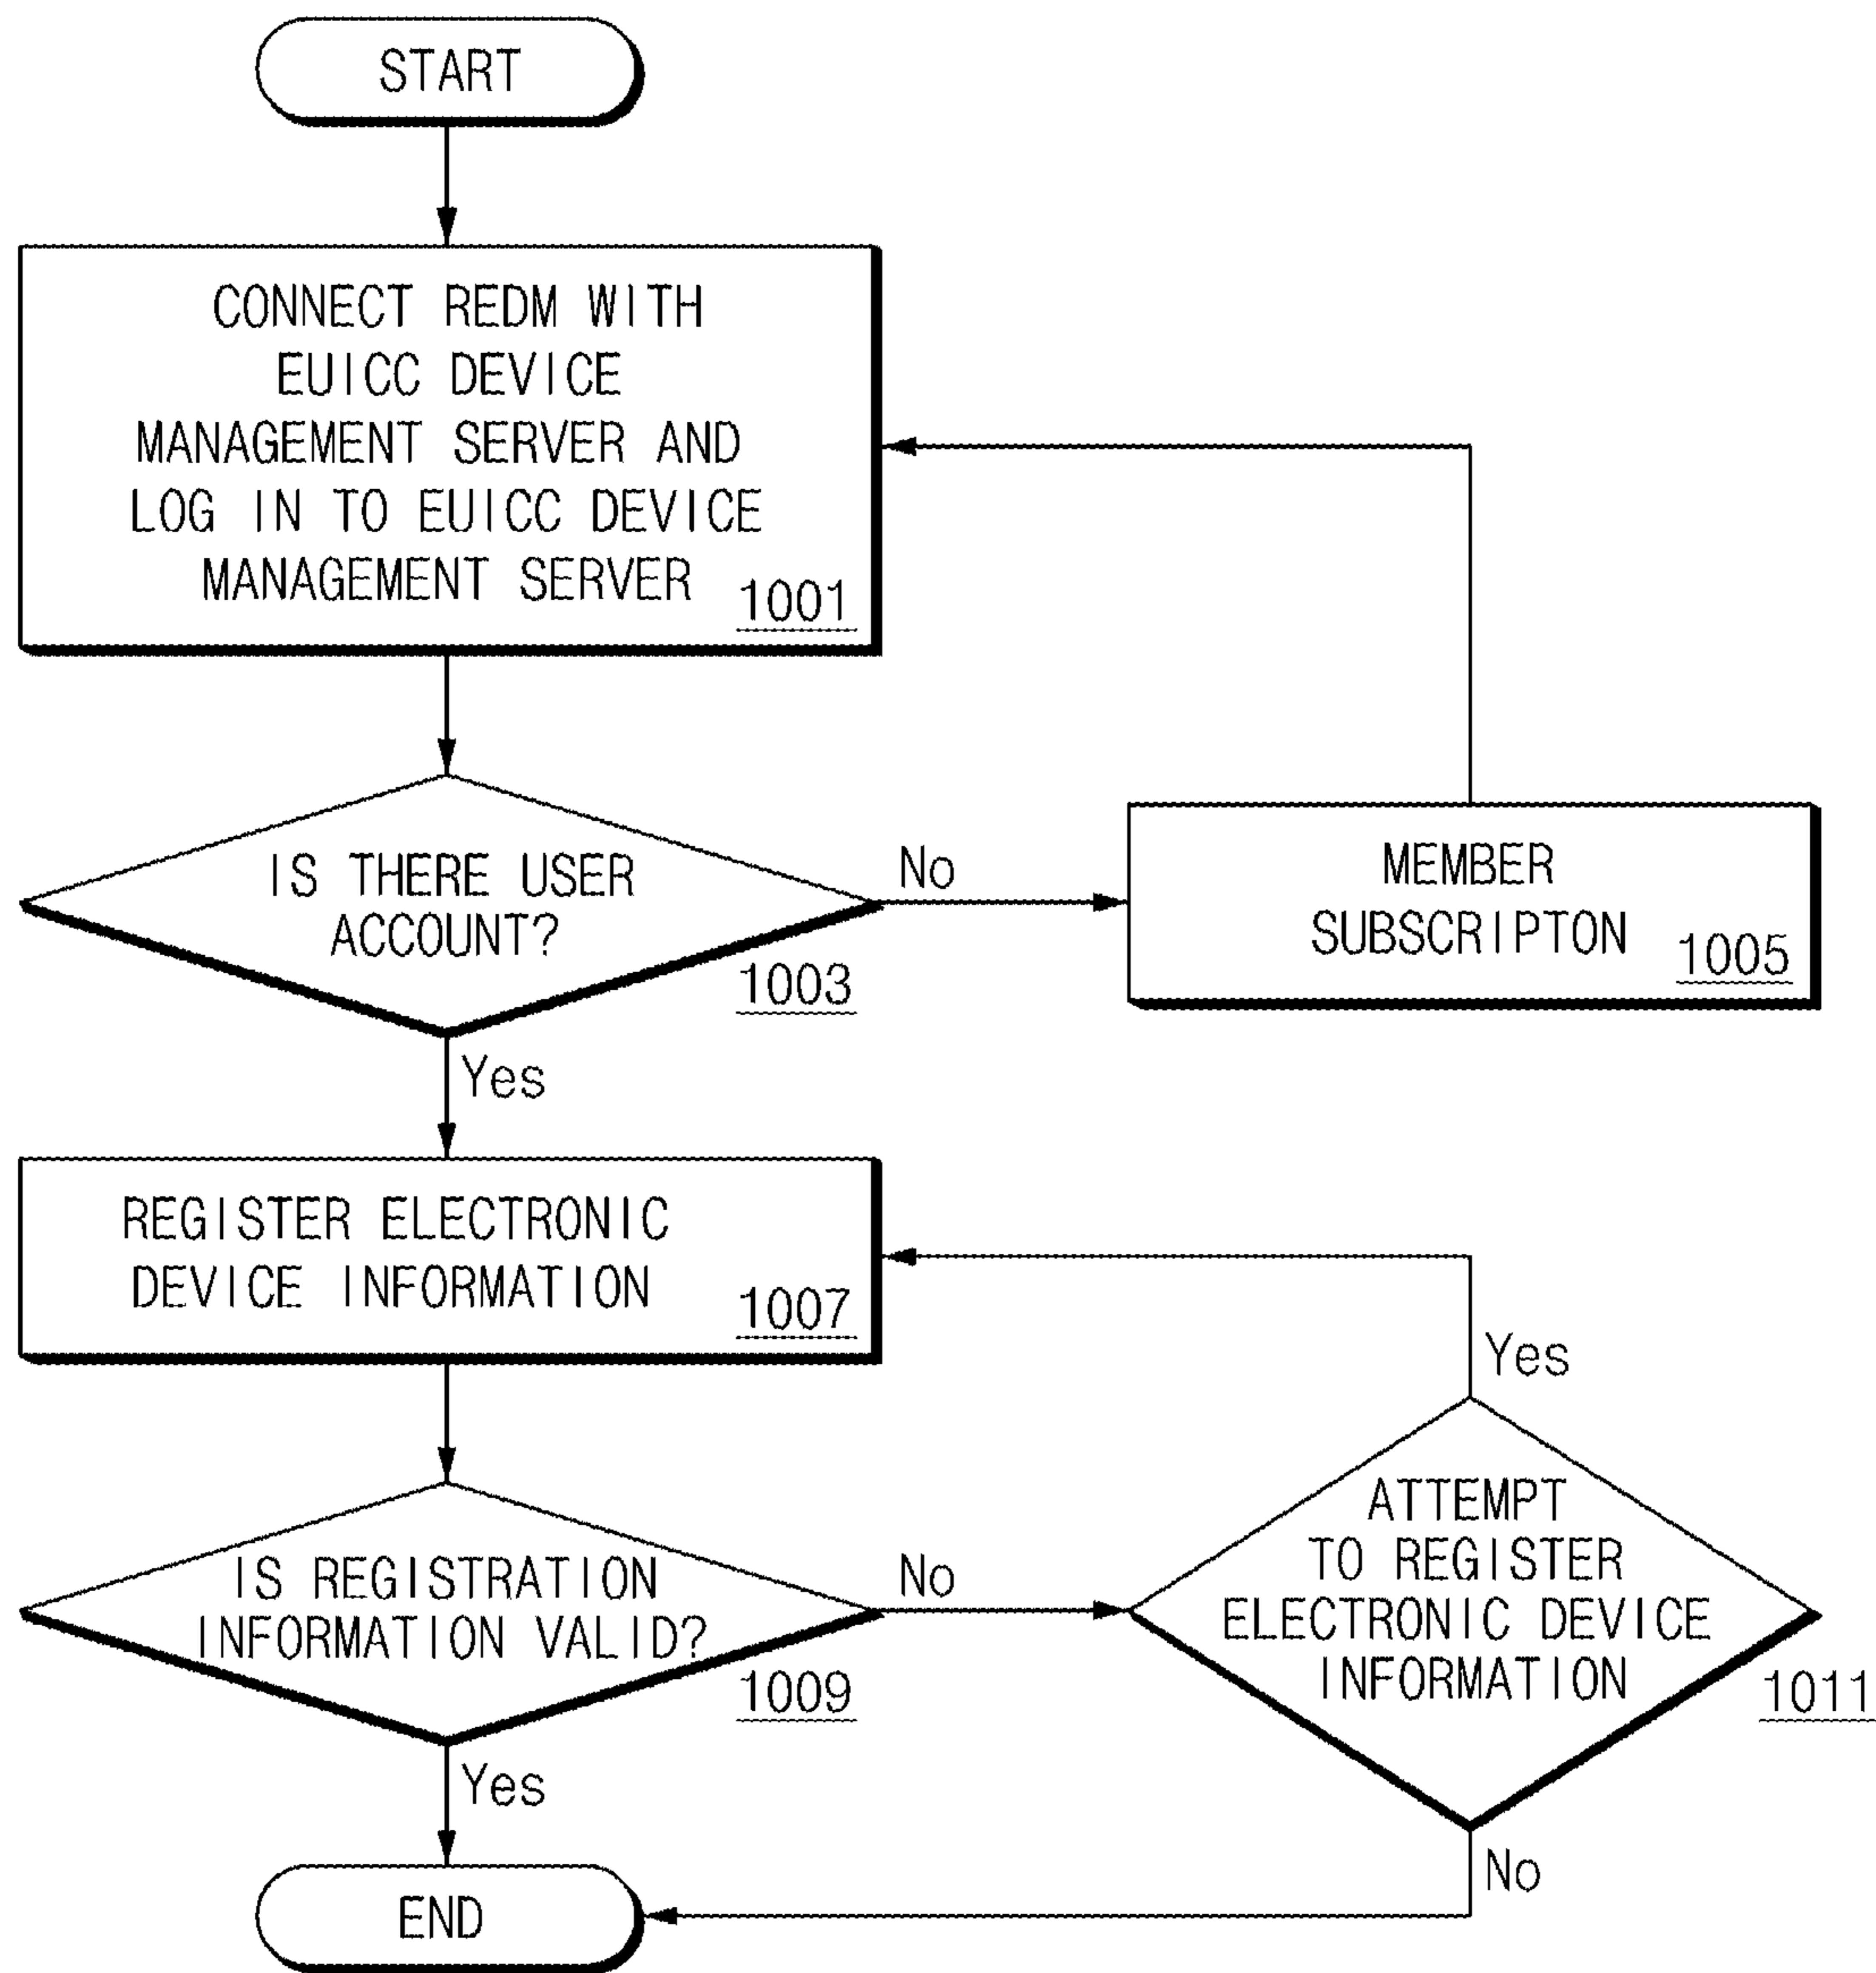 START
CONNECT REDM WITH
EUICC DEVICE
MANAGEMENT SERVER AND
LOG IN TO EUICC DEVICE
MANAGEMENT SERVER
1001
IS THERE USER
ACCOUNT?
1003
No
MEMBER
SUBSCRIPTON
1005
Yes
REGISTER ELECTRONIC
DEVICE INFORMATION
1007
Yes
IS REGISTRATION
INFORMATION VALID?
1009
No
ATTEMPT
TO REGISTER
ELECTRONIC DEVICE
INFORMATION
1011
Yes
No
END